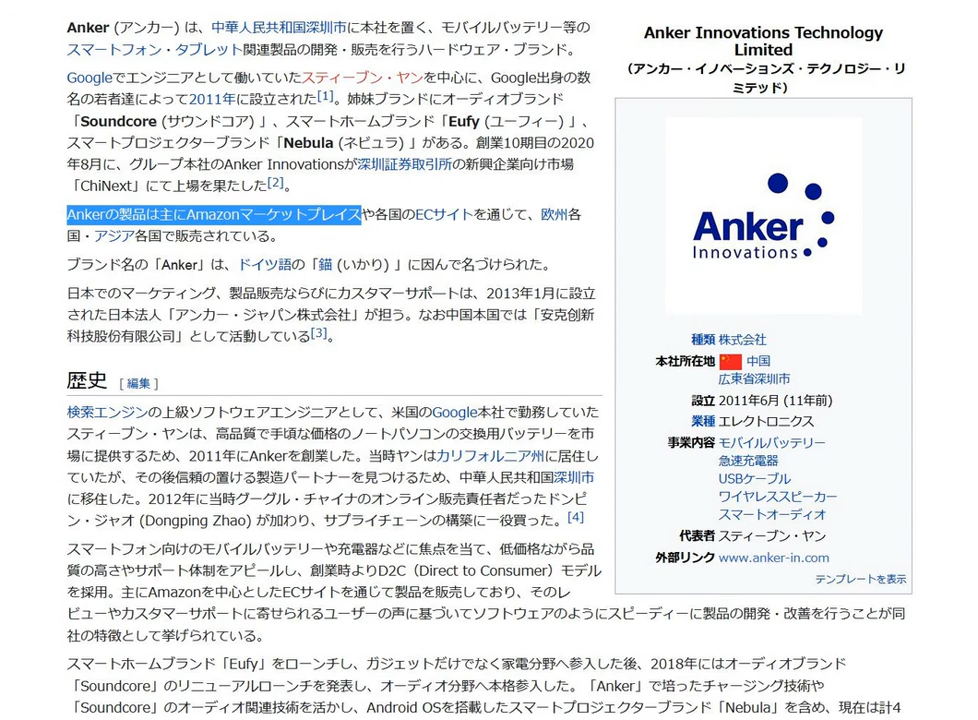 Anker (アンカー) は、中華人民共和国深圳市に本社を置く、モバイルバッテリー等の
スマートフォン・タブレット関連製品の開発・販売を行うハードウェア・ブランド。
Googleでエンジニアとして働いていたスティーブン・ヤンを中心に、Google出身の数
名の若者達によって2011年に設立された[1]。姉妹ブランドにオーディオブランド
「Soundcore (サウンドコア) 」、スマートホームブランド「Eufy (ユーフィー) 」、
スマートプロジェクターブランド「Nebula (ネビュラ) 」がある。創業10期目の2020
年8月に、グループ本社のAnker Innovationsが深圳証券取引所の新興企業向け市場
「ChiNext」にて上場を果たした[2]。
Ankerの製品は主にAmazonマーケットプレイスや各国のECサイトを通じて、欧州各
国・アジア各国で販売されている。
ブランド名の「Anker」は、ドイツ語の「錨 (いかり) 」に因んで名づけられた。
日本でのマーケティング、製品販売ならびにカスタマーサポートは、2013年1月に設立
された日本法人「アンカー・ジャパン株式会社」が担う。なお中国本国では「安克创新
科技股份有限公司」として活動している[3]。
歴史 [ 編集 ]
検索エンジンの上級ソフトウェアエンジニアとして、米国のGoogle本社で勤務していた
スティーブン・ヤンは、高品質で手頃な価格のノートパソコンの交換用バッテリーを市
場に提供するため、2011年にAnkerを創業した。当時ヤンはカリフォルニア州に居住し
ていたが、その後信頼の置ける製造パートナーを見つけるため、中華人民共和国深圳市
に移住した。2012年に当時グーグル・チャイナのオンライン販売責任者だったドンピ
ン・ジャオ (Dongping Zhao) が加わり、サプライチェーンの構築に一役買った。[4]
スマートフォン向けのモバイルバッテリーや充電器などに焦点を当て、低価格ながら品
質の高さやサポート体制をアピールし、創業時よりD2C（Direct to Consumer）モデル
を採用。主にAmazonを中心としたECサイトを通じて製品を販売しており、そのレ
ビューやカスタマーサポートに寄せられるユーザーの声に基づいてソフトウェアのようにスピーディーに製品の開発・改善を行うことが同
社の特徴として挙げられている。
スマートホームブランド「Eufy」をローンチし、ガジェットだけでなく家電分野へ参入した後、2018年にはオーディオブランド
「Soundcore」のリニューアルローンチを発表し、オーディオ分野へ本格参入した。「Anker」で培ったチャージング技術や
「Soundcore」のオーディオ関連技術を活かし、Android OSを搭載したスマートプロジェクターブランド「Nebula」を含め、現在は計4
Anker Innovations Technology
Limited
（アンカー・イノベーションズ・テクノロジー・リ
ミテッド）
Anker
Innovations
種類 株式会社
本社所在地 中国
広東省深圳市
設立 2011年6月 (11年前)
業種 エレクトロニクス
事業内容 モバイルバッテリー
急速充電器
USBケーブル
ワイヤレススピーカー
スマートオーディオ
代表者 スティーブン・ヤン
外部リンク www.anker-in.com
テンプレートを表示